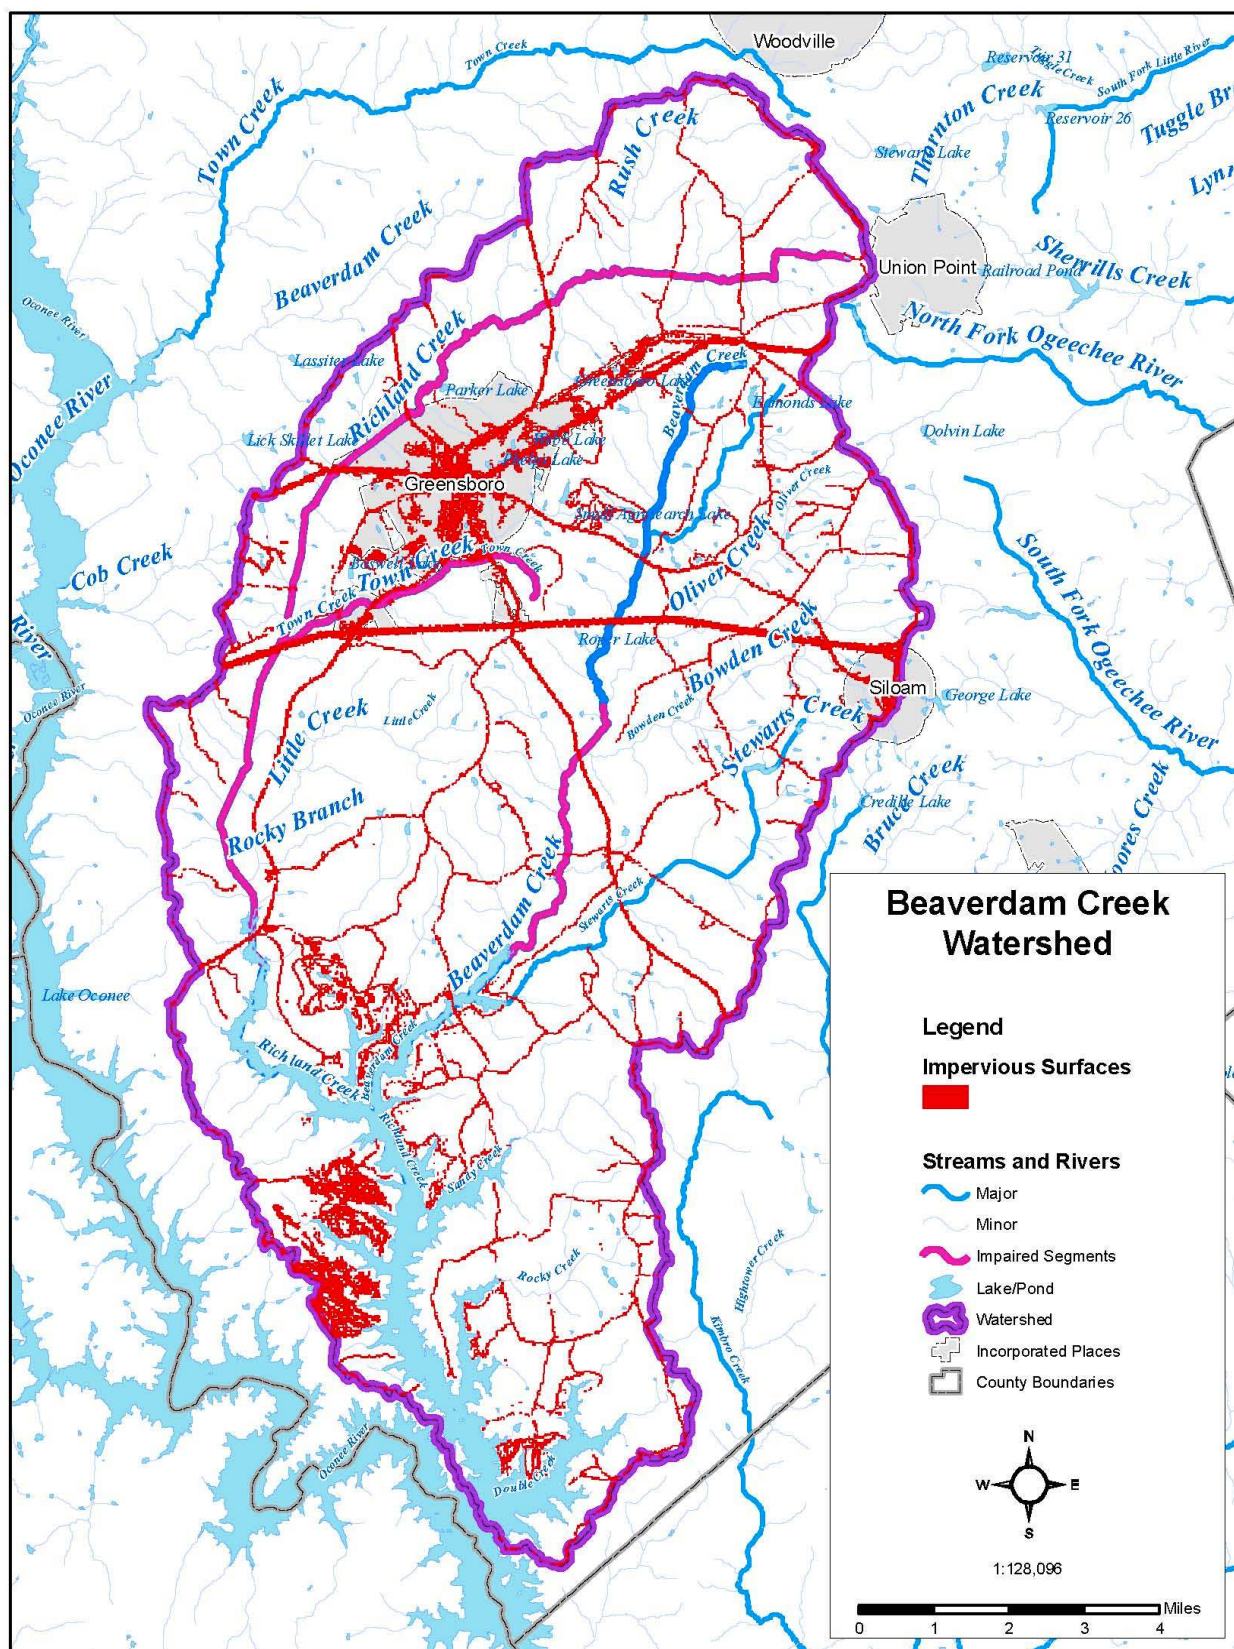 Woodville
Town Creek
Reservoir 31
Tuggle Creek
South Fork Little River
Thornton Creek
Reservoir 26
Tuggle Br
Town Creek
Rush Creek
Stewart Lake
Lynn
Beaverdam Creek
Union Point
Railroad Pond
Sherrills Creek
Oconee River
North Fork Ogeechee River
Lassiter Lake
Richland Creek
Creek
Parker Lake
Greensboro Lake
Beaverdam
Edmonds Lake
Oconee River
Lick Skillet Lake
Dolvin Lake
Greensboro
Oliver Creek
Cob Creek
Town Creek
Town Creek
Oliver Creek
South Fork Ogeechee River
Town Creek
River
Roper Lake
Bowden Creek
Siloam
George Lake
Oconee River
Little Creek
Little Creek
Bowden Creek
Stewarts Creek
Rocky Branch
Credille Lake
Bruce Creek
oores Creek
Beaverdam Creek
Stewarts Creek
Lake Oconee
Richland Creek
Beaverdam Creek
Richland Creek
Sandy Creek
Rocky Creek
Hightower Creek
Kimbro Creek
Oconee River
Double Creek
Beaverdam Creek
Watershed
Legend
Impervious Surfaces
Streams and Rivers
Major
Minor
Impaired Segments
Lake/Pond
Watershed
Incorporated Places
County Boundaries
N
W E
S
1:128,096
Miles
0 1 2 3 4